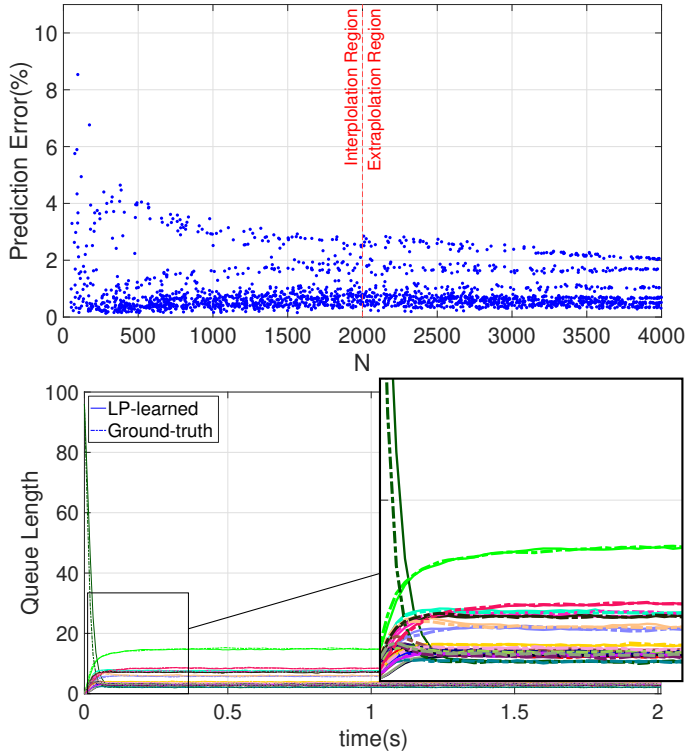 10
8
6
4
2
0
Prediction Error(%)
Interplolation Region
Extraplolation Region
0 500 1000 1500 2000 2500 3000 3500 4000
N
100
80
60
40
20
0
Queue Length
LP-learned
Ground-truth
0 0.5 1 1.5 2
time(s)